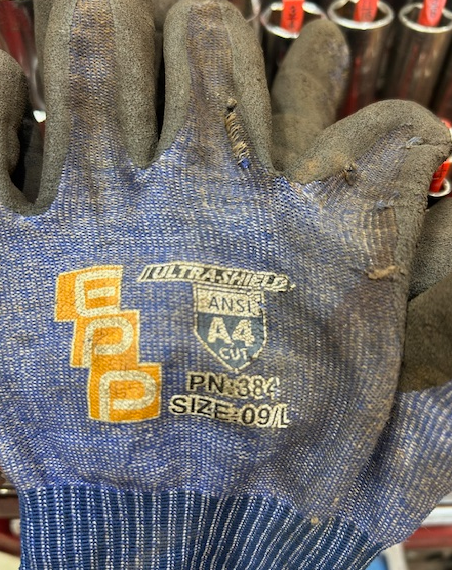 EPP
ULTRA-SHIELD
ANSI
A4
CUT
PN:384
SIZE:09/L